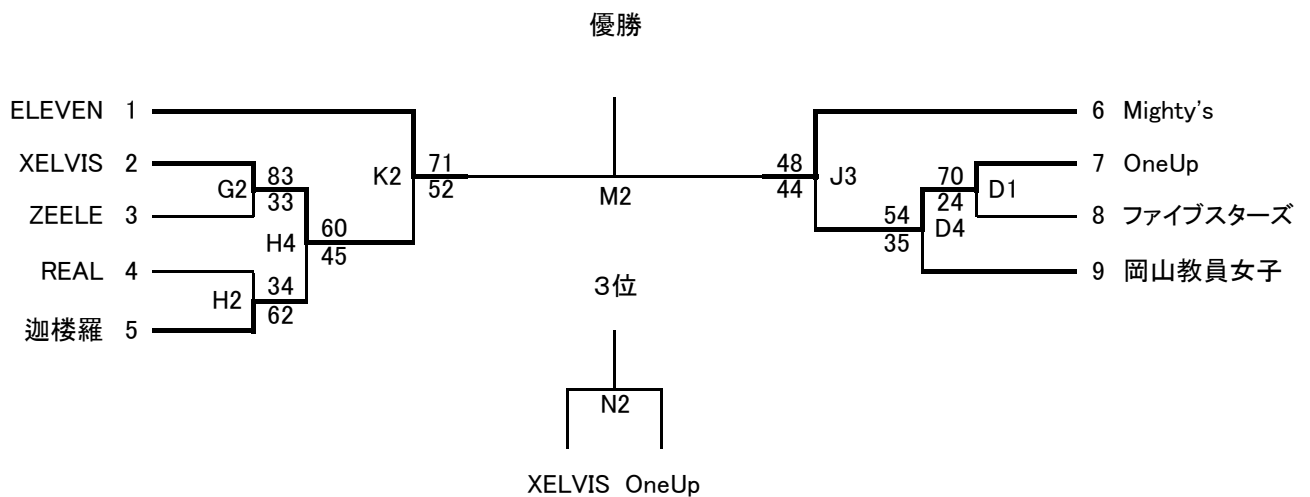 優勝
ELEVEN 1
6 Mighty's
XELVIS 2
83
G2
33
ZEELE 3
K2
71
52
M2
48
44
J3
70
24
D1
7 OneUp
8 ファイブスターズ
54
35
D4
H4
60
45
REAL 4
34
H2
62
迦楼羅 5
9 岡山教員女子
3位
N2
XELVIS OneUp